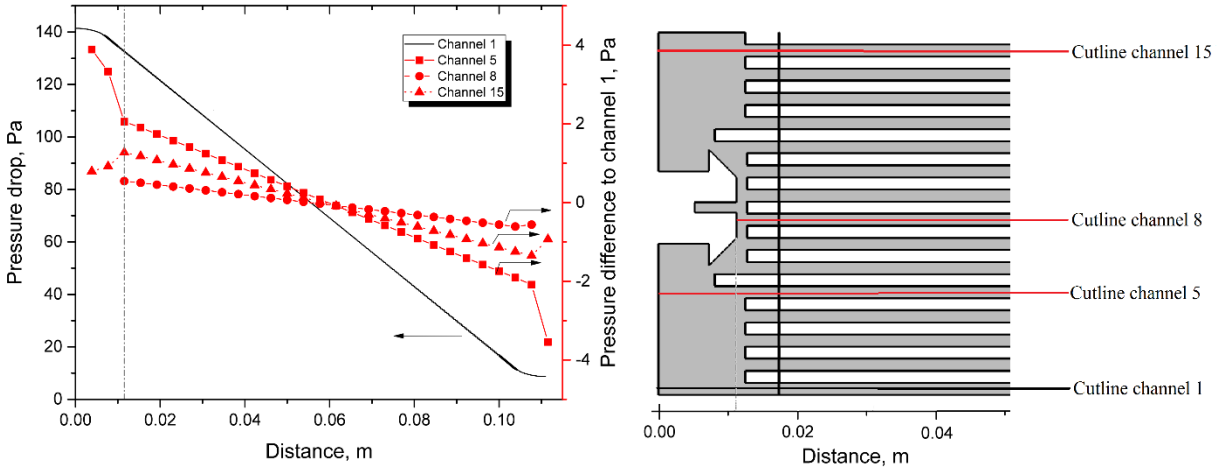 140
120
100
80
60
40
20
0
Pressure drop, Pa
0.00
0.02
0.04
0.06
0.08
0.10
Distance, m
4
2
0
-2
-4
Pressure difference to channel 1, Pa
Channel 1
Channel 5
Channel 8
Channel 15
Cutline channel 15
Cutline channel 8
Cutline channel 5
Cutline channel 1
0.00
0.02
0.04
Distance, m